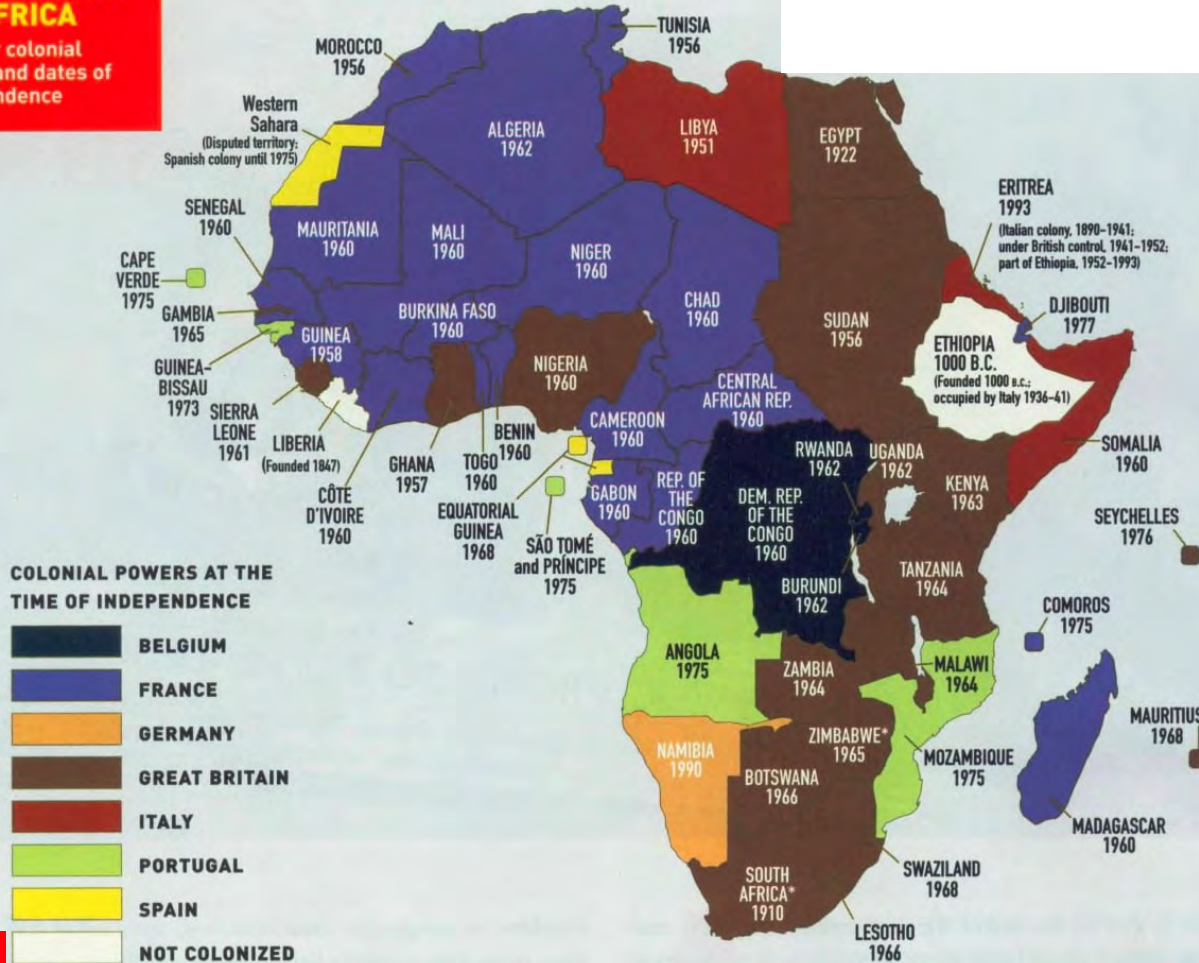 FRICA
colonial
and dates of
ndence
MOROCCO
1956
TUNISIA
1956
Western
Sahara
(Disputed territory;
Spanish colony until 1975)
ALGERIA
1962
LIBYA
1951
EGYPT
1922
ERITREA
1993
(Italian colony, 1890–1941;
under British control, 1941–1952;
part of Ethiopia, 1952–1993)
SENEGAL
1960
MAURITANIA
1960
MALI
1960
NIGER
1960
CHAD
1960
SUDAN
1956
DJIBOUTI
1977
CAPE
VERDE
1975
GAMBIA
1965
GUINEA
1958
BURKINA FASO
1960
NIGERIA
1960
ETHIOPIA
1000 B.C.
(Founded 1000 B.C.;
occupied by Italy 1936–41)
GUINEA-
BISSAU
1973
SIERRA
LEONE
1961
LIBERIA
(Founded 1847)
CÔTE
D'IVOIRE
1960
GHANA
1957
TOGO
1960
BENIN
1960
CAMEROON
1960
CENTRAL
AFRICAN REP.
1960
EQUATORIAL
GUINEA
1968
SÃO TOMÉ
and PRÍNCIPE
1975
GABON
1960
REP. OF
THE
CONGO
1960
DEM. REP.
OF THE
CONGO
1960
RWANDA
1962
UGANDA
1962
KENYA
1963
SOMALIA
1960
SEYCHELLES
1976
BURUNDI
1962
TANZANIA
1964
COMOROS
1975
ANGOLA
1975
ZAMBIA
1964
MALAWI
1964
MAURITIUS
1968
NAMIBIA
1990
ZIMBABWE*
1965
BOTSWANA
1966
MOZAMBIQUE
1975
MADAGASCAR
1960
SOUTH
AFRICA*
1910
SWAZILAND
1968
LESOTHO
1966
COLONIAL POWERS AT THE
TIME OF INDEPENDENCE
BELGIUM
FRANCE
GERMANY
GREAT BRITAIN
ITALY
PORTUGAL
SPAIN
NOT COLONIZED